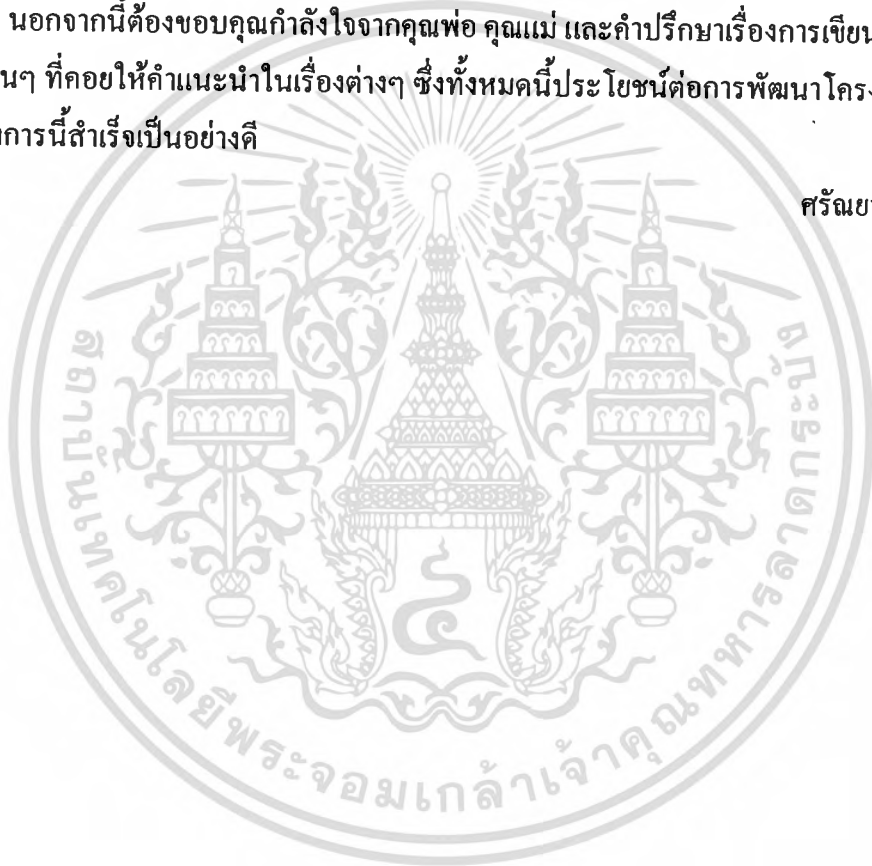 นอกจากนี้ต้องขอบคุณกำลังใจจากคุณพ่อ คุณแม่ และคำปรึกษาเรื่องการเขียน
นๆ ที่คอยให้คำแนะนำในเรื่องต่างๆ ซึ่งทั้งหมดนี้ประโยชน์ต่อการพัฒนาโครง
งการนี้สำเร็จเป็นอย่างดี
ศรัณย
สถาบันเทคโนโลยีพระจอมเกล้าเจ้าคุณทหารลาดกระบัง
๔